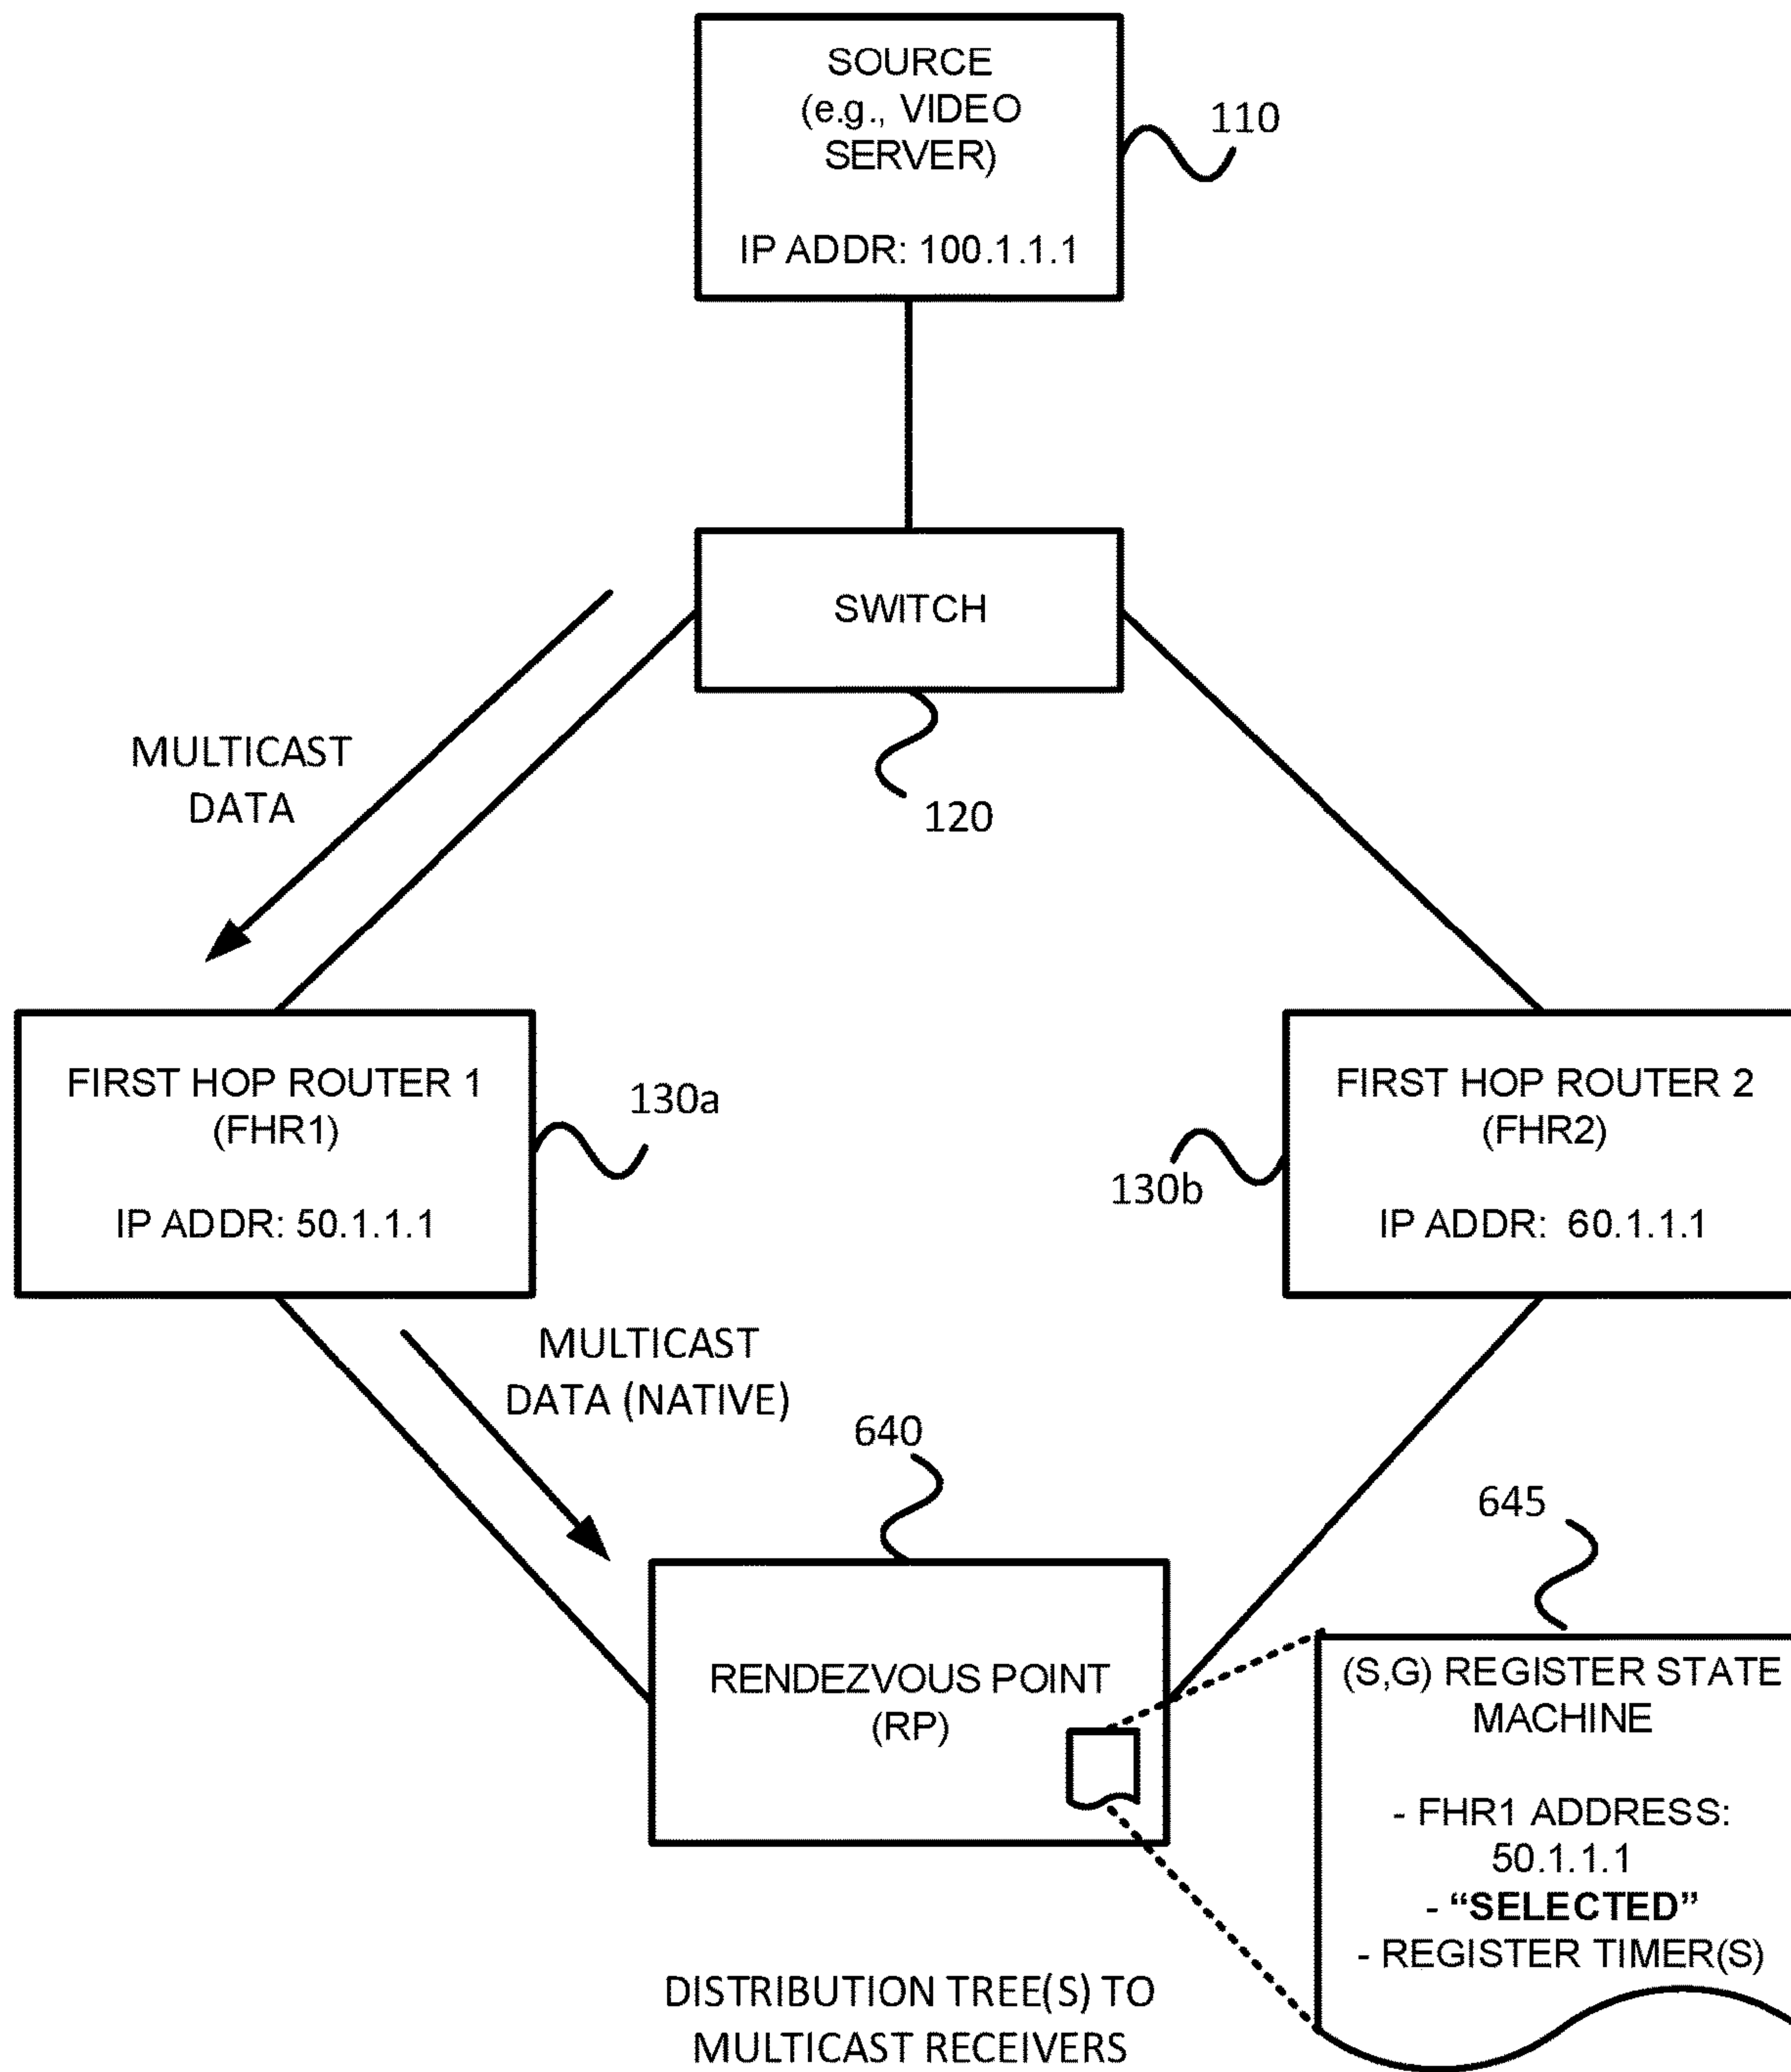 SOURCE
(e.g., VIDEO
SERVER)
IP ADDR: 100.1.1.1
110
SWITCH
120
MULTICAST
DATA
FIRST HOP ROUTER 1
(FHR1)
IP ADDR: 50.1.1.1
130a
FIRST HOP ROUTER 2
(FHR2)
IP ADDR: 60.1.1.1
130b
MULTICAST
DATA (NATIVE)
640
RENDEZVOUS POINT
(RP)
645
(S,G) REGISTER STATE
MACHINE
- FHR1 ADDRESS:
50.1.1.1
- “SELECTED”
- REGISTER TIMER(S)
DISTRIBUTION TREE(S) TO
MULTICAST RECEIVERS